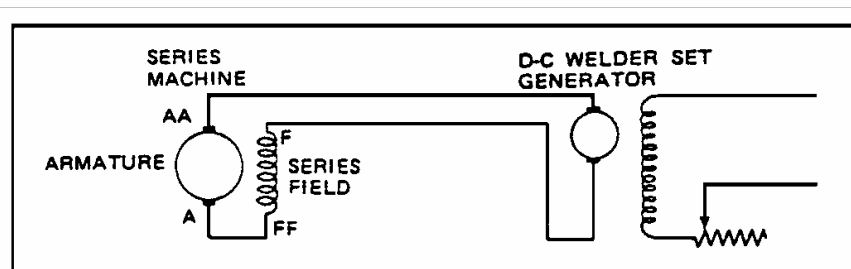 SERIES
MACHINE
D-C WELDER SET
GENERATOR
AA
ARMATURE
F
SERIES
FIELD
A
FF